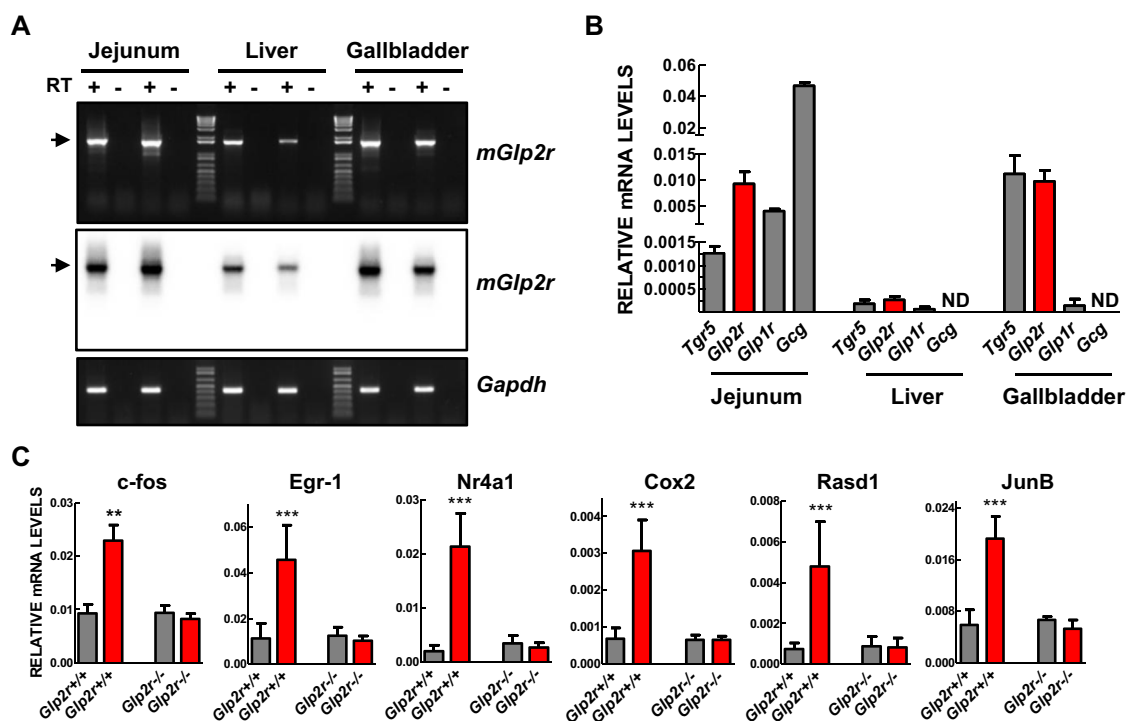 A
Jejunum Liver Gallbladder
RT + - + - + - + - + - + -
mGlp2r
mGlp2r
Gapdh
B
RELATIVE mRNA LEVELS
0.06
0.04
0.02
0.015
0.010
0.005
0.0015
0.0010
0.0005
Tgr5 Glp2r Glp1r Gcg Tgr5 Glp2r Glp1r Gcg Tgr5 Glp2r Glp1r Gcg
ND ND
Jejunum Liver Gallbladder
C
RELATIVE mRNA LEVELS
c-fos
0.03
0.02
0.01
0.00
**
Glp2r+/+ Glp2r+/+ Glp2r-/- Glp2r-/-
Egr-1
0.06
0.04
0.02
0.00
***
Glp2r+/+ Glp2r+/+ Glp2r-/- Glp2r-/-
Nr4a1
0.03
0.02
0.01
0.00
***
Glp2r+/+ Glp2r+/+ Glp2r-/- Glp2r-/-
Cox2
0.004
0.003
0.002
0.001
0.000
***
Glp2r+/+ Glp2r+/+ Glp2r-/- Glp2r-/-
Rasd1
0.008
0.006
0.004
0.002
0.000
***
Glp2r+/+ Glp2r+/+ Glp2r-/- Glp2r-/-
JunB
0.024
0.016
0.008
0.000
***
Glp2r+/+ Glp2r+/+ Glp2r-/- Glp2r-/-